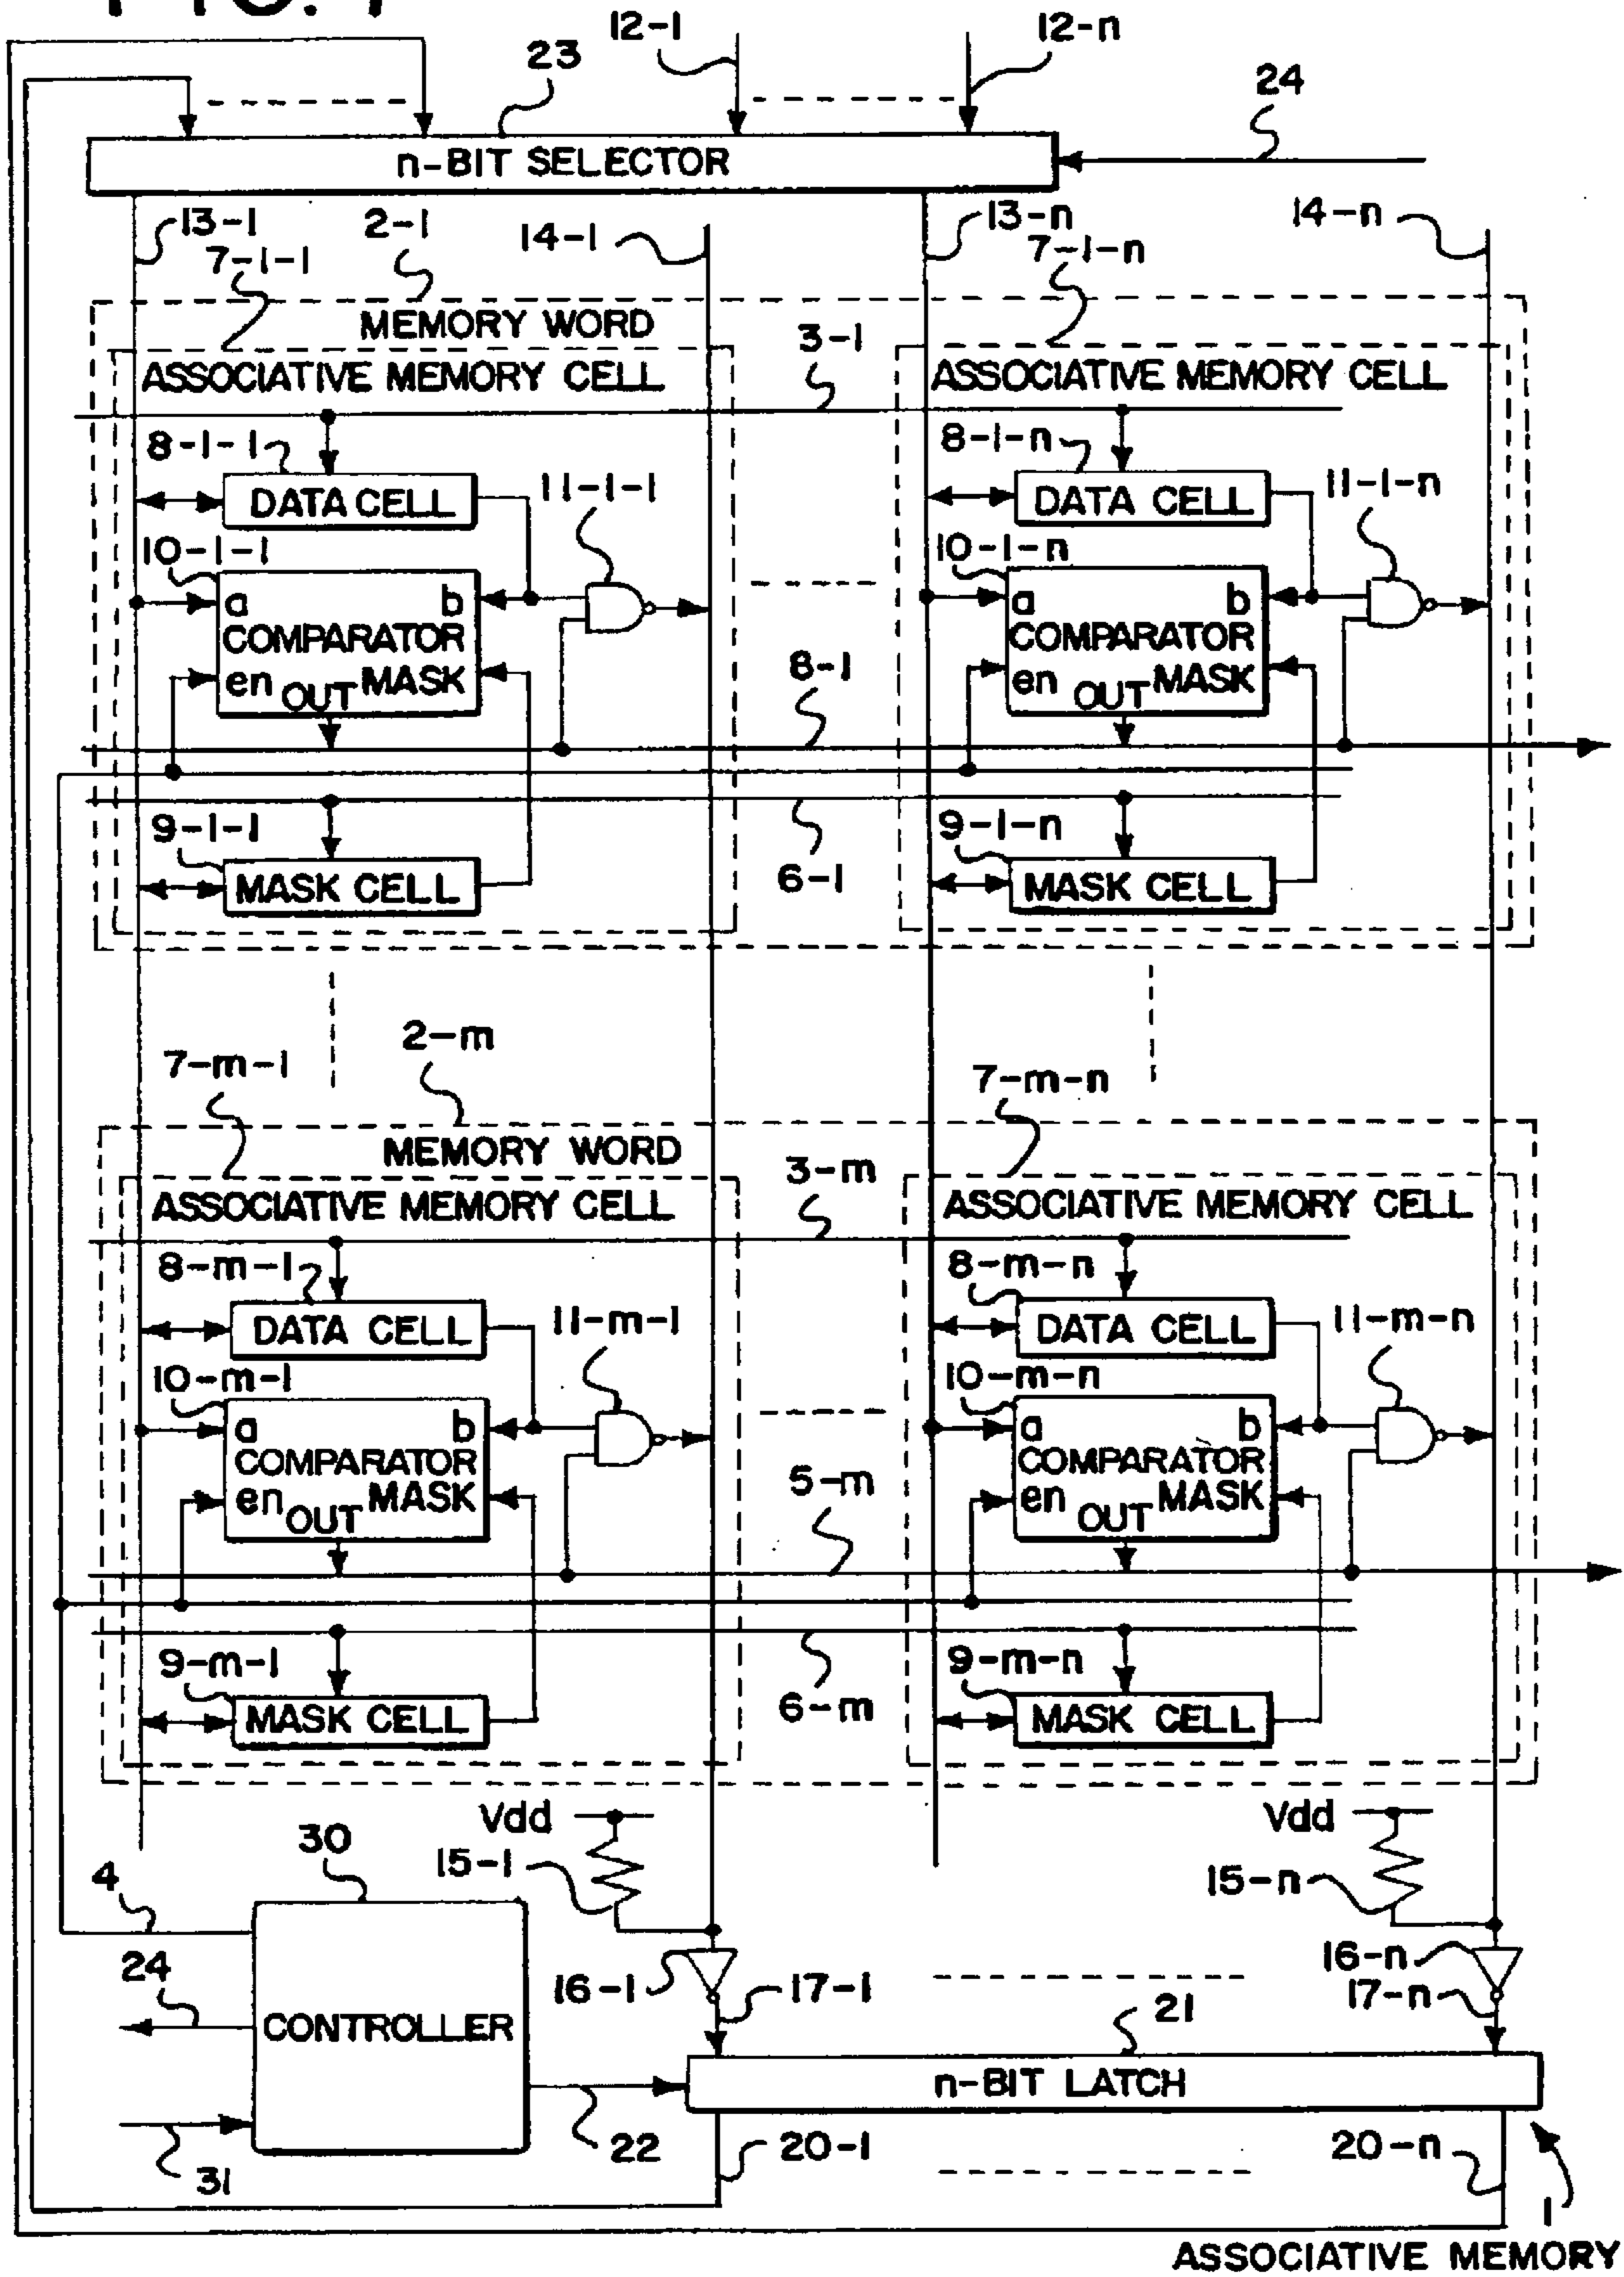 12-1
12-n
23
24
n-BIT SELECTOR
13-1
2-1
14-1
13-n
14-n
7-1-1
7-1-n
MEMORY WORD
3-1
ASSOCIATIVE MEMORY CELL
ASSOCIATIVE MEMORY CELL
8-1-1
8-1-n
DATA CELL
11-1-1
DATA CELL
11-1-n
10-1-1
10-1-n
a b
COMPARATOR
en OUT MASK
a b
COMPARATOR
en OUT MASK
8-1
9-1-1
9-1-n
6-1
MASK CELL
MASK CELL
2-m
7-m-1
7-m-n
MEMORY WORD
3-m
ASSOCIATIVE MEMORY CELL
ASSOCIATIVE MEMORY CELL
8-m-1
8-m-n
DATA CELL
11-m-1
DATA CELL
11-m-n
10-m-1
10-m-n
a b
COMPARATOR
en OUT MASK
a b
COMPARATOR
en OUT MASK
5-m
9-m-1
9-m-n
6-m
MASK CELL
MASK CELL
Vdd
Vdd
30
15-1
15-n
4
24
16-1
17-1
16-n
17-n
CONTROLLER
21
n-BIT LATCH
22
31
20-1
20-n
1
ASSOCIATIVE MEMORY